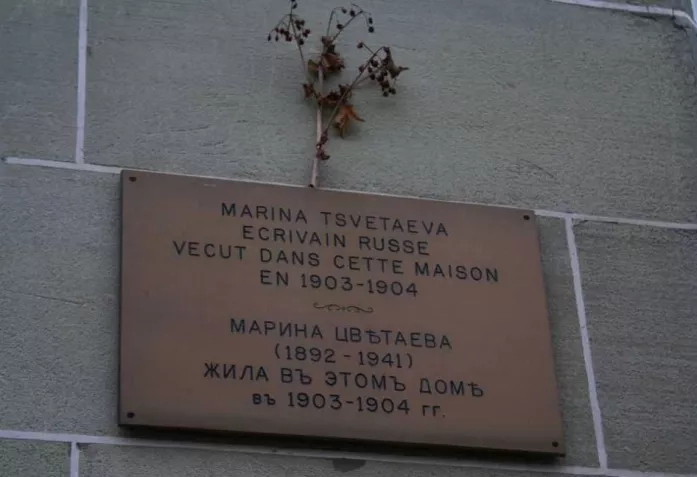 MARINA TSVETAEVA
ECRIVAIN RUSSE
VECUT DANS CETTE MAISON
EN 1903-1904
МАРИНА ЦВѢТАЕВА
(1892-1941)
ЖИЛА ВЪ ЭТОМЪ ДОМѢ
въ 1903-1904 гг.